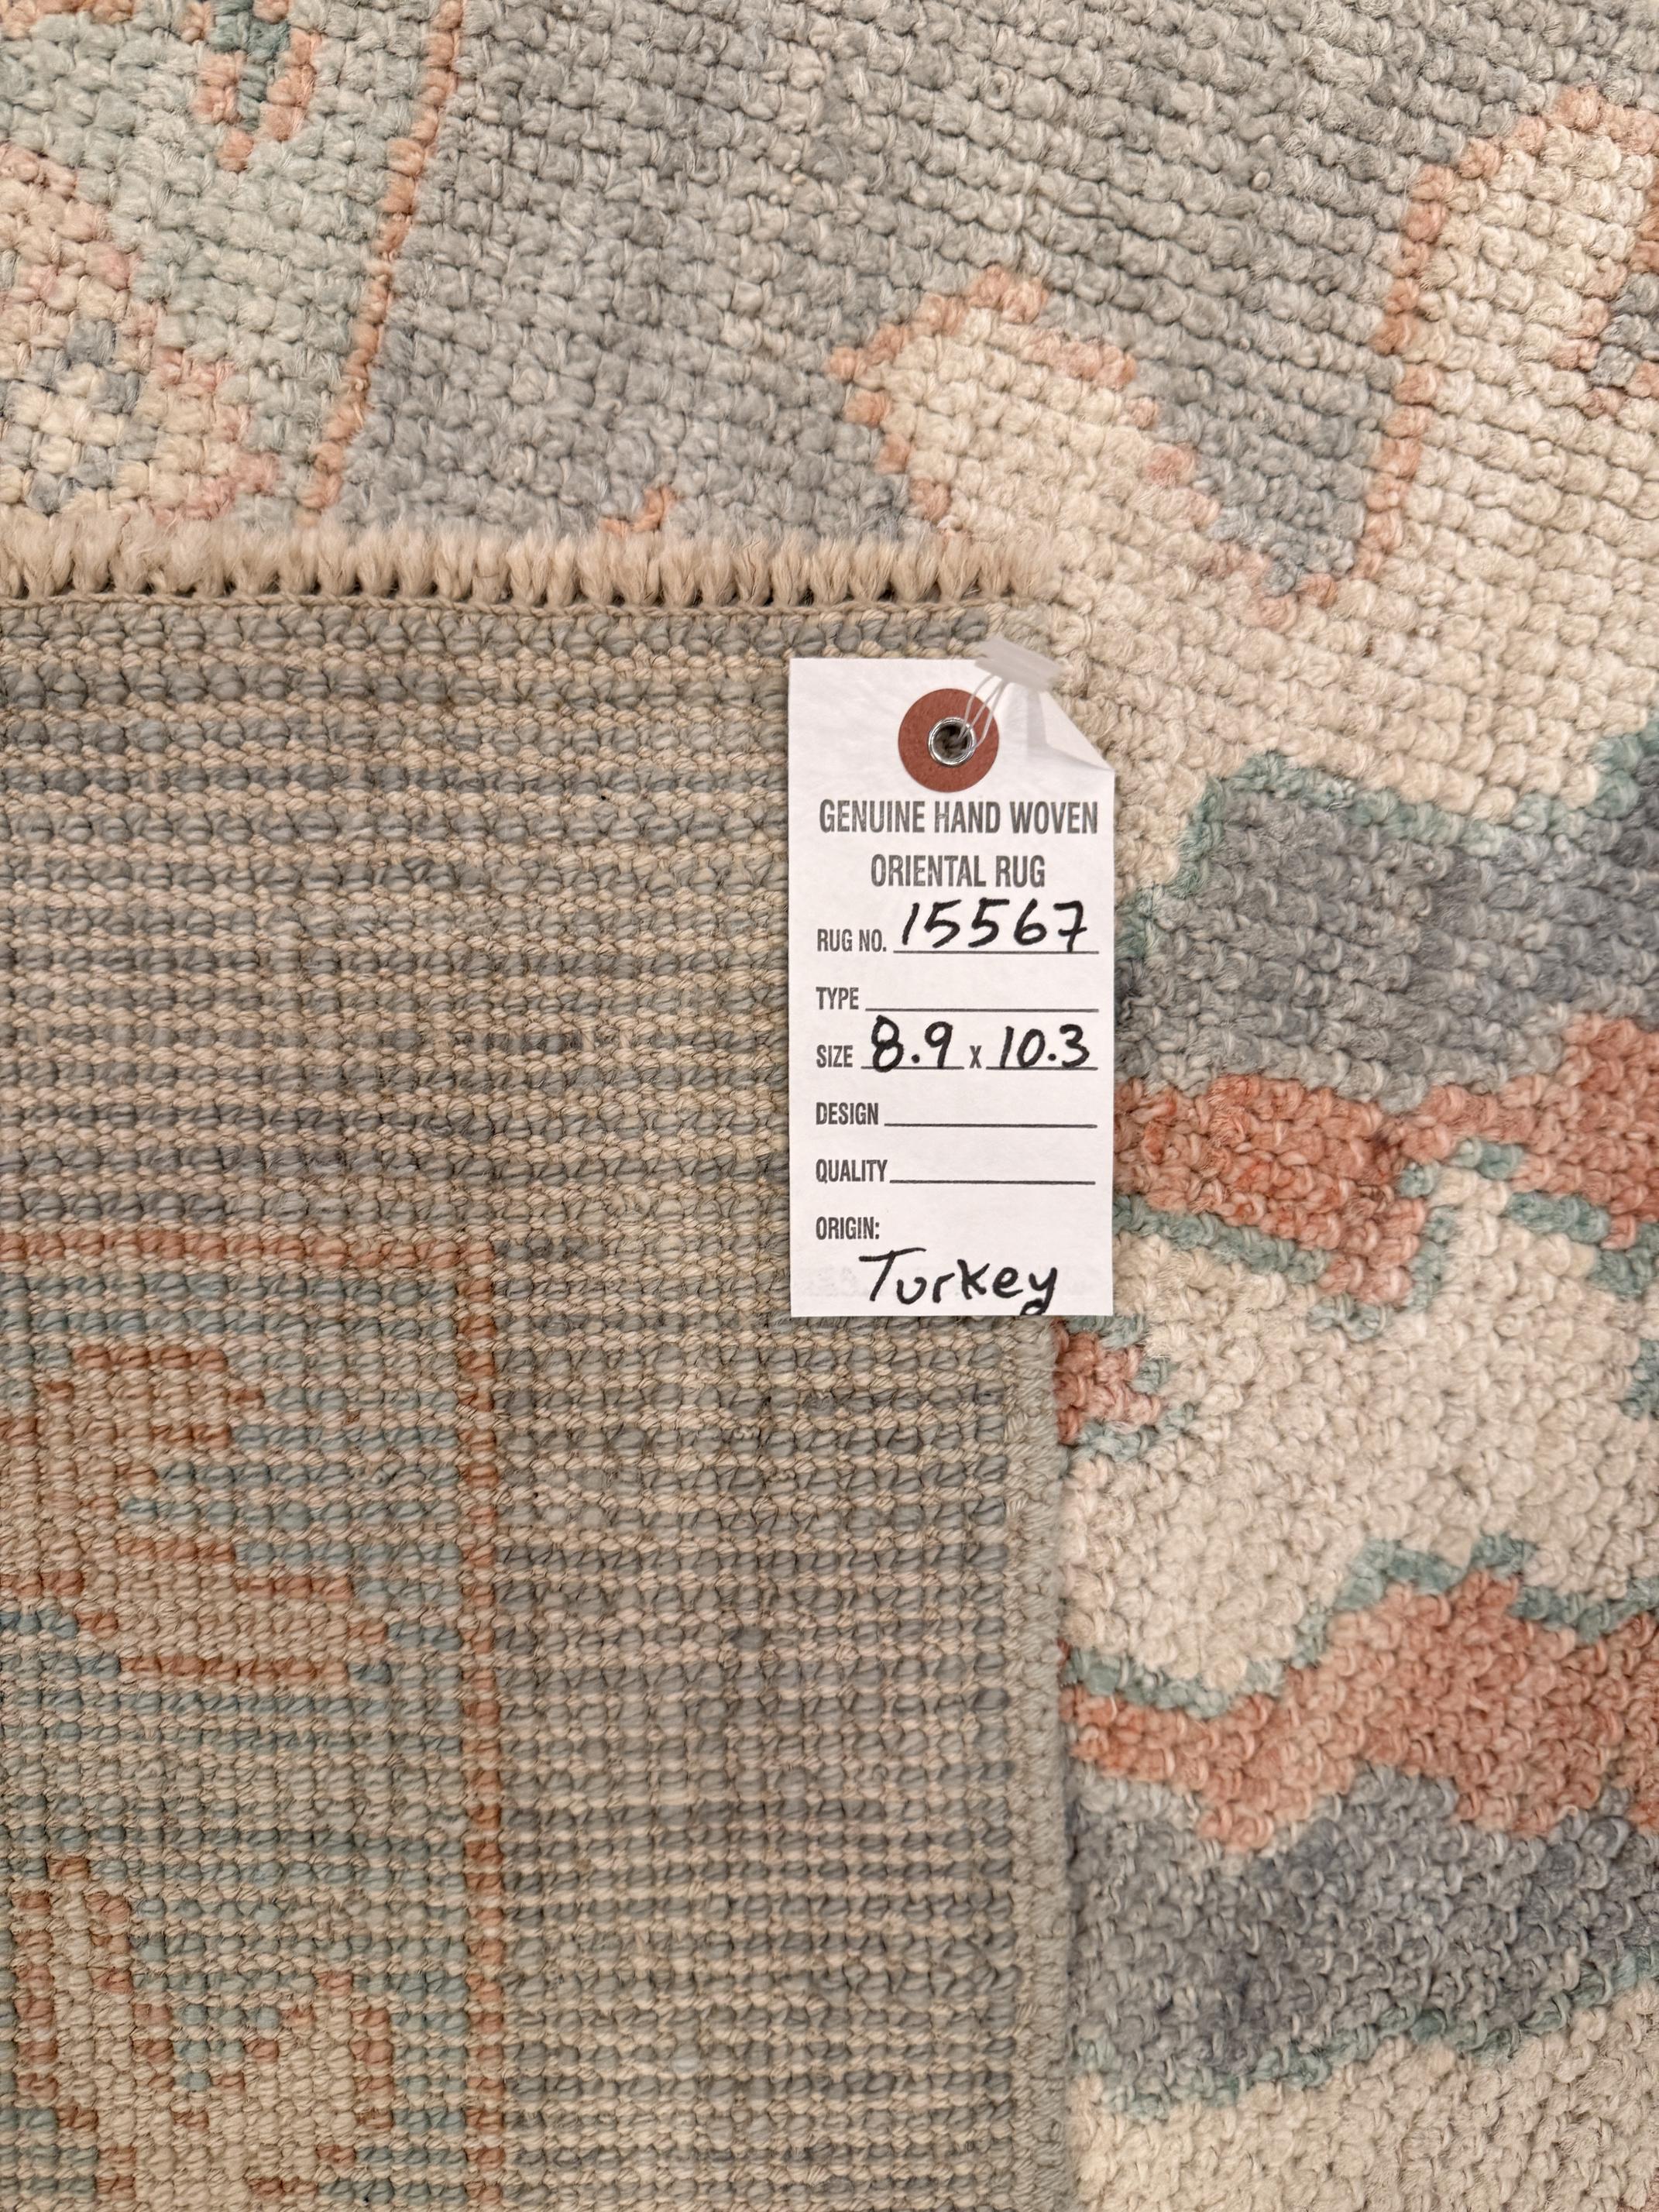 GENUINE HAND WOVEN
ORIENTAL RUG
RUG NO. 15567
TYPE
SIZE 8.9 x 10.3
DESIGN
QUALITY
ORIGIN:
Turkey